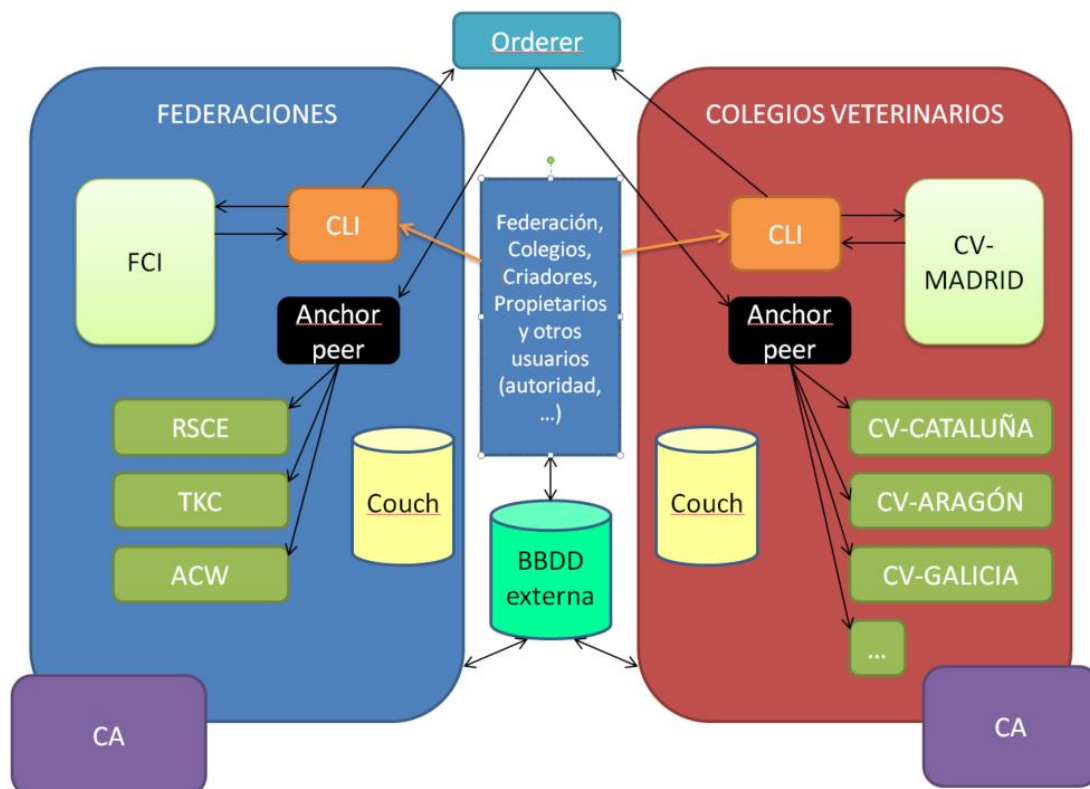 Orderer
FEDERACIONES
COLEGIOS VETERINARIOS
FCI
CLI
Federación,
Colegios,
Criadores,
Propietarios
y otros
usuarios
(autoridad,
...)
CLI
CV-
MADRID
Anchor
peer
Anchor
peer
RSCE
TKC
ACW
Couch
Couch
CV-CATALUÑA
CV-ARAGÓN
CV-GALICIA
...
BBDD
externa
CA
CA